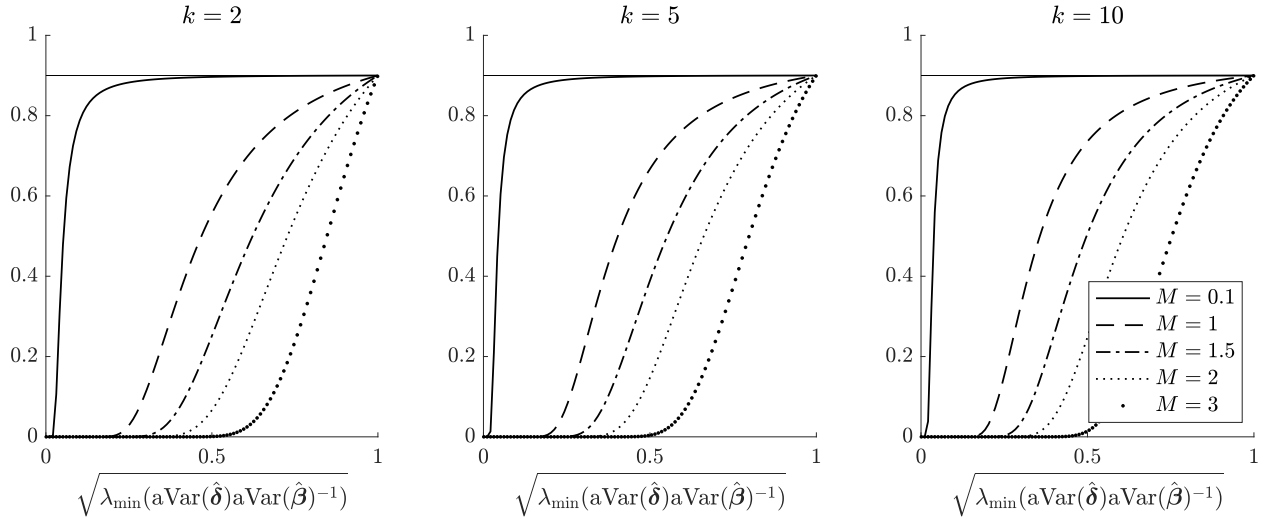 k = 2
1
0.8
0.6
0.4
0.2
0
0
0.5
1
√λmin(aVar(δ̂)aVar(β̂)⁻¹)
k = 5
1
0.8
0.6
0.4
0.2
0
0
0.5
1
√λmin(aVar(δ̂)aVar(β̂)⁻¹)
k = 10
1
0.8
0.6
0.4
0.2
0
0
0.5
1
√λmin(aVar(δ̂)aVar(β̂)⁻¹)
M = 0.1
M = 1
M = 1.5
M = 2
M = 3